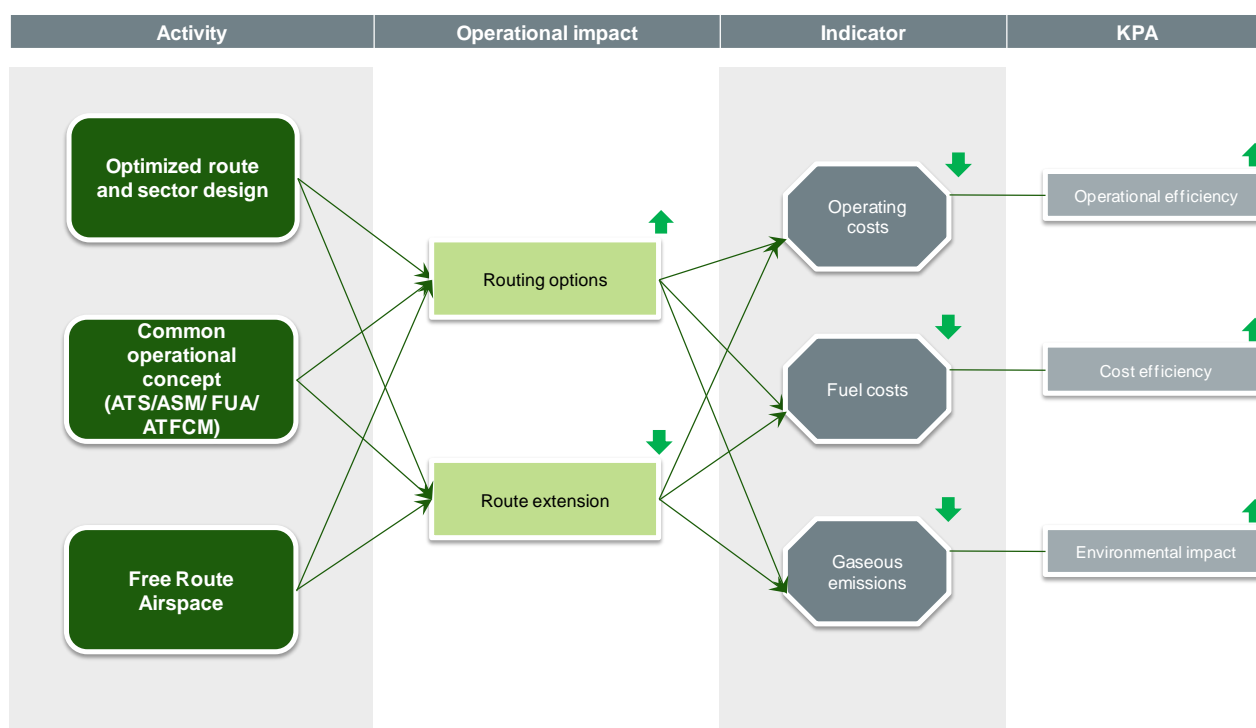 Activity
Operational impact
Indicator
KPA
Optimized route
and sector design
Common
operational
concept
(ATS/ASM/ FUA/
ATFCM)
Free Route
Airspace
Routing options
Route extension
Operating
costs
Fuel costs
Gaseous
emissions
Operational efficiency
Cost efficiency
Environmental impact